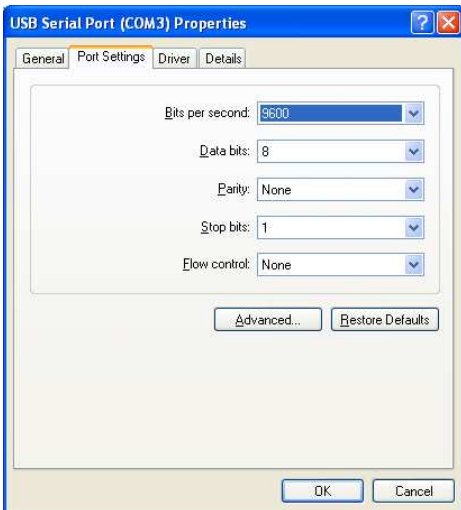 USB Serial Port (COM3) Properties
General Port Settings Driver Details
Bits per second: 9600
Data bits: 8
Parity: None
Stop bits: 1
Flow control: None
Advanced... Restore Defaults
OK Cancel